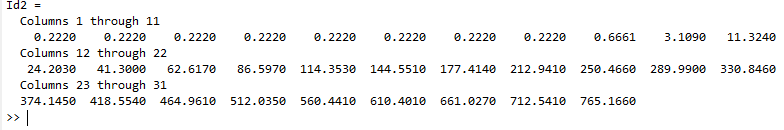 Id2 =
Columns 1 through 11
0.2220 0.2220 0.2220 0.2220 0.2220 0.2220 0.2220 0.2220 0.6661 3.1090 11.3240
Columns 12 through 22
24.2030 41.3000 62.6170 86.5970 114.3530 144.5510 177.4140 212.9410 250.4660 289.9900 330.8460
Columns 23 through 31
374.1450 418.5540 464.9610 512.0350 560.4410 610.4010 661.0270 712.5410 765.1660
>>